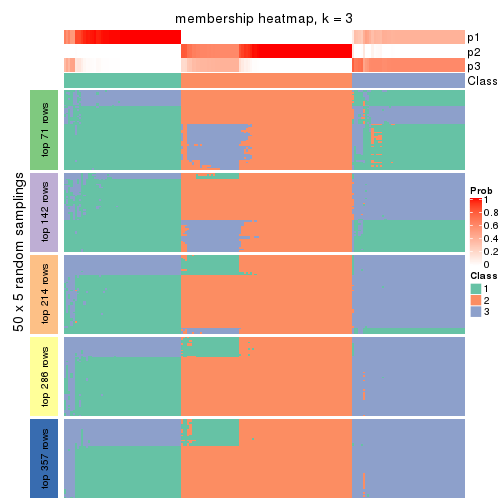 membership heatmap, k = 3
p1
p2
p3
Class
50 x 5 random samplings
top 71 rows
top 142 rows
top 214 rows
top 286 rows
top 357 rows
Prob
1
0.8
0.6
0.4
0.2
0
Class
1
2
3